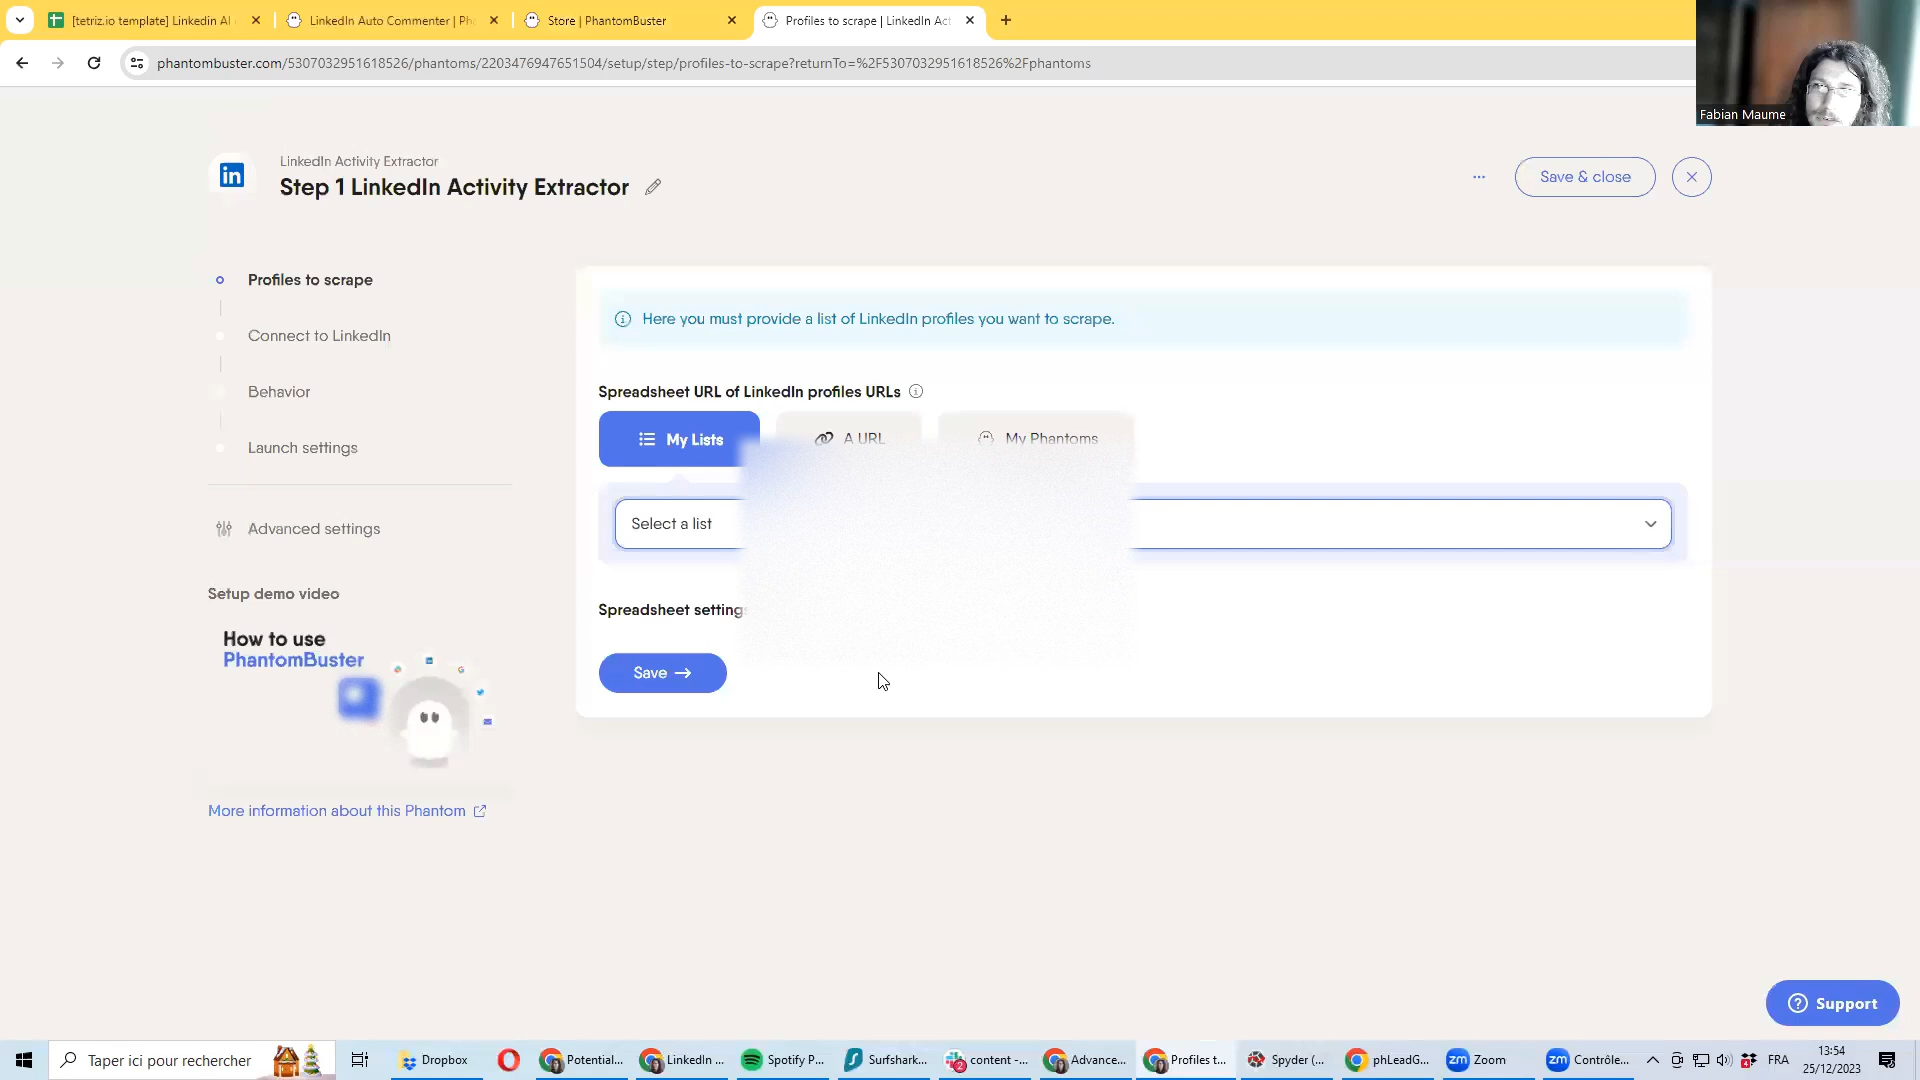 [tetriz.io template] Linkedin AI
LinkedIn Auto Commenter | Ph
Store | PhantomBuster
Profiles to scrape | LinkedIn Act
phantombuster.com/5307032951618526/phantoms/2203476947651504/setup/step/profiles-to-scrape?returnTo=%2F5307032951618526%2Fphantoms
Fabian Maume
in
LinkedIn Activity Extractor
Step 1 LinkedIn Activity Extractor
Save & close
Profiles to scrape
Connect to LinkedIn
Behavior
Launch settings
Advanced settings
Setup demo video
How to use
PhantomBuster
More information about this Phantom
Here you must provide a list of LinkedIn profiles you want to scrape.
Spreadsheet URL of LinkedIn profiles URLs
My Lists
A URL
My Phantoms
Select a list
Spreadsheet settings
Save →
Support
Taper ici pour rechercher
Dropbox
Potential...
LinkedIn ...
Spotify P...
Surfshark...
2
content -...
Advance...
Profiles t...
Spyder (...
phLeadG...
zm Zoom
zm Contrôle...
FRA
13:54
25/12/2023